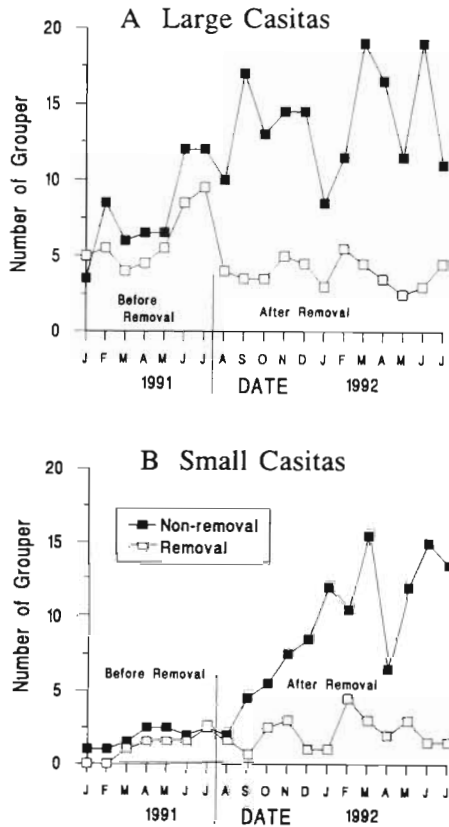 A Large Casitas
20
15
10
5
0
Number of Grouper
Before
Removal
After Removal
J F M A M J J A S O N D J F M A M J J
1991 DATE 1992
B Small Casitas
20
15
10
5
0
Number of Grouper
Non-removal
Removal
Before Removal
After Removal
J F M A M J J A S O N D J F M A M J J
1991 DATE 1992